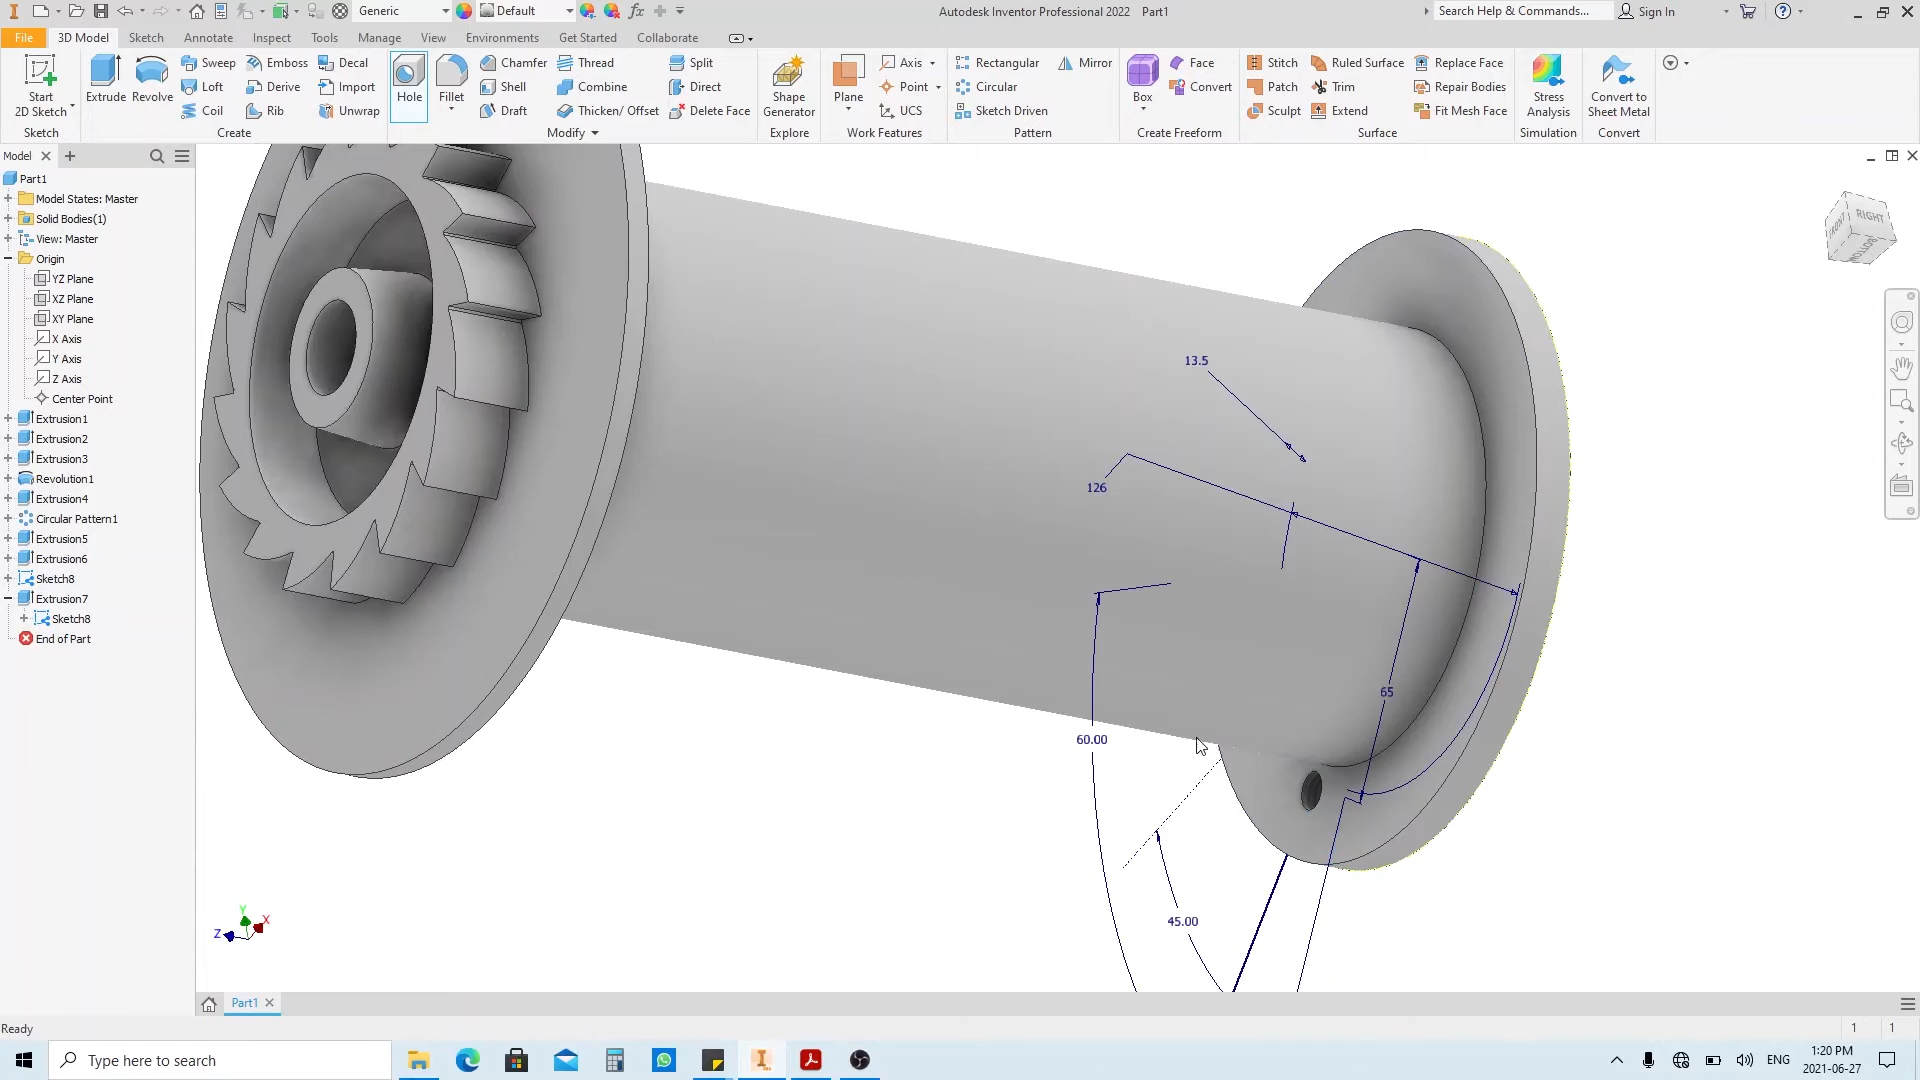 Generic
Default
fx
Autodesk Inventor Professional 2022 Part1
Search Help & Commands...
Sign In
File 3D Model Sketch Annotate Inspect Tools Manage View Environments Get Started Collaborate
Start
2D Sketch
Extrude
Revolve
Sweep
Loft
Coil
Emboss
Derive
Rib
Decal
Import
Unwrap
Hole
Fillet
Chamfer
Shell
Draft
Thread
Combine
Thicken/ Offset
Split
Direct
Delete Face
Shape
Generator
Plane
Axis
Point
UCS
Rectangular
Circular
Sketch Driven
Mirror
Box
Face
Convert
Stitch
Patch
Sculpt
Ruled Surface
Trim
Extend
Replace Face
Repair Bodies
Fit Mesh Face
Stress
Analysis
Convert to
Sheet Metal
Sketch Create Modify Explore Work Features Pattern Create Freeform Surface Simulation Convert
Model
Part1
Model States: Master
Solid Bodies(1)
View: Master
Origin
YZ Plane
XZ Plane
XY Plane
X Axis
Y Axis
Z Axis
Center Point
Extrusion1
Extrusion2
Extrusion3
Revolution1
Extrusion4
Circular Pattern1
Extrusion5
Extrusion6
Sketch8
Extrusion7
Sketch8
End of Part
FRONT
RIGHT
BOTTOM
13.5
126
65
60.00
45.00
Y
X
Z
Part1
Ready
1 1
Type here to search
ENG
1:20 PM
2021-06-27